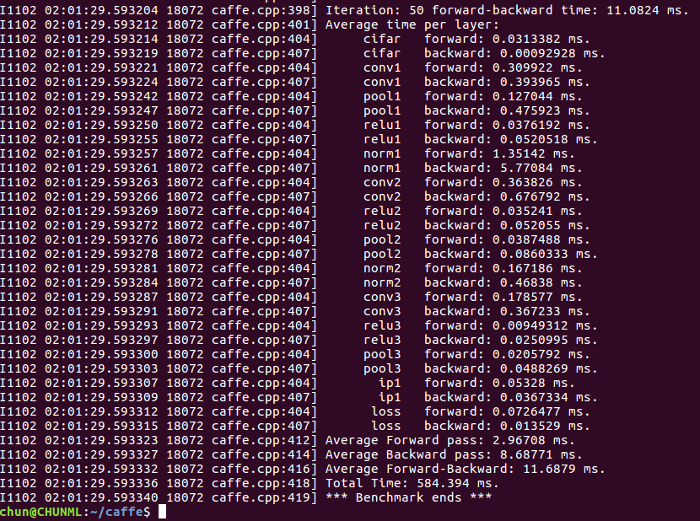 I1102 02:01:29.593204 18072 caffe.cpp:398] Iteration: 50 forward-backward time: 11.0824 ms.
I1102 02:01:29.593212 18072 caffe.cpp:401] Average time per layer:
I1102 02:01:29.593214 18072 caffe.cpp:404] cifar forward: 0.0313382 ms.
I1102 02:01:29.593219 18072 caffe.cpp:407] cifar backward: 0.00092928 ms.
I1102 02:01:29.593221 18072 caffe.cpp:404] conv1 forward: 0.309922 ms.
I1102 02:01:29.593224 18072 caffe.cpp:407] conv1 backward: 0.393965 ms.
I1102 02:01:29.593242 18072 caffe.cpp:404] pool1 forward: 0.127044 ms.
I1102 02:01:29.593247 18072 caffe.cpp:407] pool1 backward: 0.475923 ms.
I1102 02:01:29.593250 18072 caffe.cpp:404] relu1 forward: 0.0376192 ms.
I1102 02:01:29.593255 18072 caffe.cpp:407] relu1 backward: 0.0520518 ms.
I1102 02:01:29.593257 18072 caffe.cpp:404] norm1 forward: 1.35142 ms.
I1102 02:01:29.593261 18072 caffe.cpp:407] norm1 backward: 5.77084 ms.
I1102 02:01:29.593263 18072 caffe.cpp:404] conv2 forward: 0.363826 ms.
I1102 02:01:29.593266 18072 caffe.cpp:407] conv2 backward: 0.676792 ms.
I1102 02:01:29.593269 18072 caffe.cpp:404] relu2 forward: 0.035241 ms.
I1102 02:01:29.593272 18072 caffe.cpp:407] relu2 backward: 0.052055 ms.
I1102 02:01:29.593276 18072 caffe.cpp:404] pool2 forward: 0.0387488 ms.
I1102 02:01:29.593278 18072 caffe.cpp:407] pool2 backward: 0.0860333 ms.
I1102 02:01:29.593281 18072 caffe.cpp:404] norm2 forward: 0.167186 ms.
I1102 02:01:29.593284 18072 caffe.cpp:407] norm2 backward: 0.46838 ms.
I1102 02:01:29.593287 18072 caffe.cpp:404] conv3 forward: 0.178577 ms.
I1102 02:01:29.593291 18072 caffe.cpp:407] conv3 backward: 0.367233 ms.
I1102 02:01:29.593293 18072 caffe.cpp:404] relu3 forward: 0.00949312 ms.
I1102 02:01:29.593297 18072 caffe.cpp:407] relu3 backward: 0.0250995 ms.
I1102 02:01:29.593300 18072 caffe.cpp:404] pool3 forward: 0.0205792 ms.
I1102 02:01:29.593303 18072 caffe.cpp:407] pool3 backward: 0.0488269 ms.
I1102 02:01:29.593307 18072 caffe.cpp:404] ip1 forward: 0.05328 ms.
I1102 02:01:29.593309 18072 caffe.cpp:407] ip1 backward: 0.0367334 ms.
I1102 02:01:29.593312 18072 caffe.cpp:404] loss forward: 0.0726477 ms.
I1102 02:01:29.593315 18072 caffe.cpp:407] loss backward: 0.013529 ms.
I1102 02:01:29.593323 18072 caffe.cpp:412] Average Forward pass: 2.96708 ms.
I1102 02:01:29.593327 18072 caffe.cpp:414] Average Backward pass: 8.68771 ms.
I1102 02:01:29.593332 18072 caffe.cpp:416] Average Forward-Backward: 11.6879 ms.
I1102 02:01:29.593336 18072 caffe.cpp:418] Total Time: 584.394 ms.
I1102 02:01:29.593340 18072 caffe.cpp:419] *** Benchmark ends ***
chun@CHUNML:~/caffe$